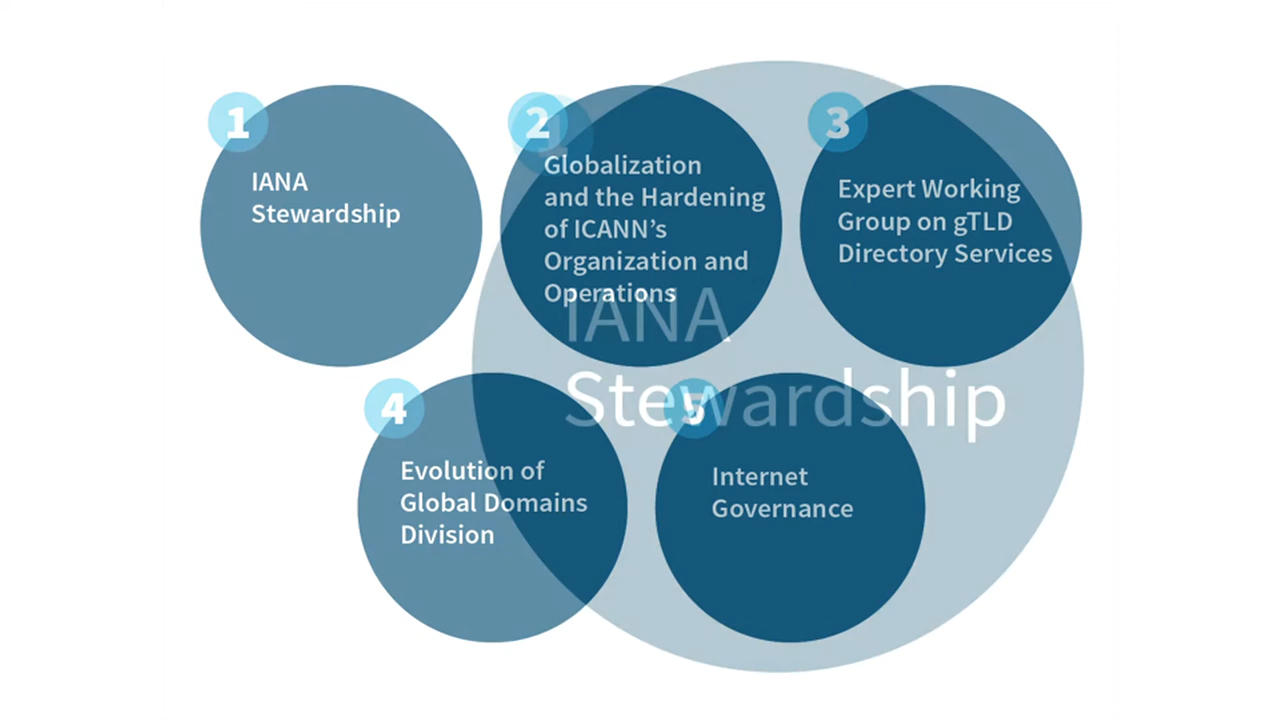 1
IANA
Stewardship
2
Globalization
and the Hardening
of ICANN’s
Organization and
Operations
3
Expert Working
Group on gTLD
Directory Services
4
Evolution of
Global Domains
Division
5
Internet
Governance
1
IANA
Stewardship